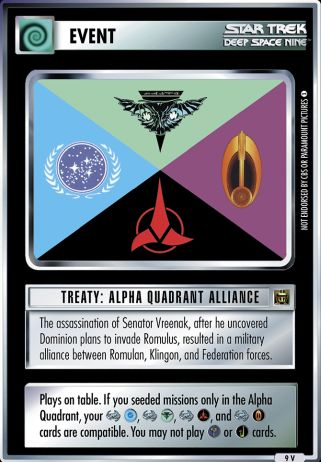 EVENT
STAR TREK
DEEP SPACE NINE™
NOT ENDORSED BY CBS OR PARAMOUNT PICTURES
TREATY: ALPHA QUADRANT ALLIANCE
The assassination of Senator Vreenak, after he uncovered
Dominion plans to invade Romulus, resulted in a military
alliance between Romulan, Klingon, and Federation forces.
Plays on table. If you seeded missions only in the Alpha
Quadrant, your , , , and
cards are compatible. You may not play or cards.
9 V